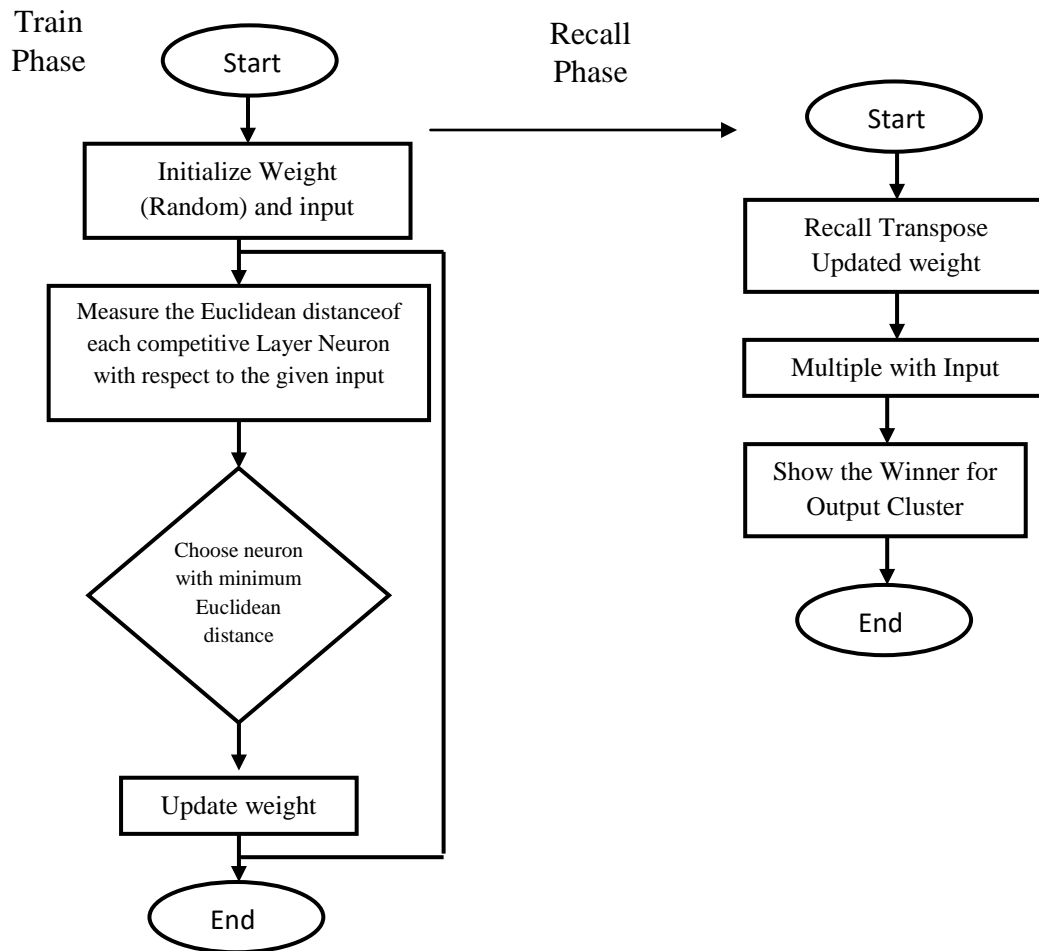 Train
Phase
Start
Initialize Weight
(Random) and input
Measure the Euclidean distanceof
each competitive Layer Neuron
with respect to the given input
Choose neuron
with minimum
Euclidean
distance
Update weight
End
Recall
Phase
Start
Recall Transpose
Updated weight
Multiple with Input
Show the Winner for
Output Cluster
End